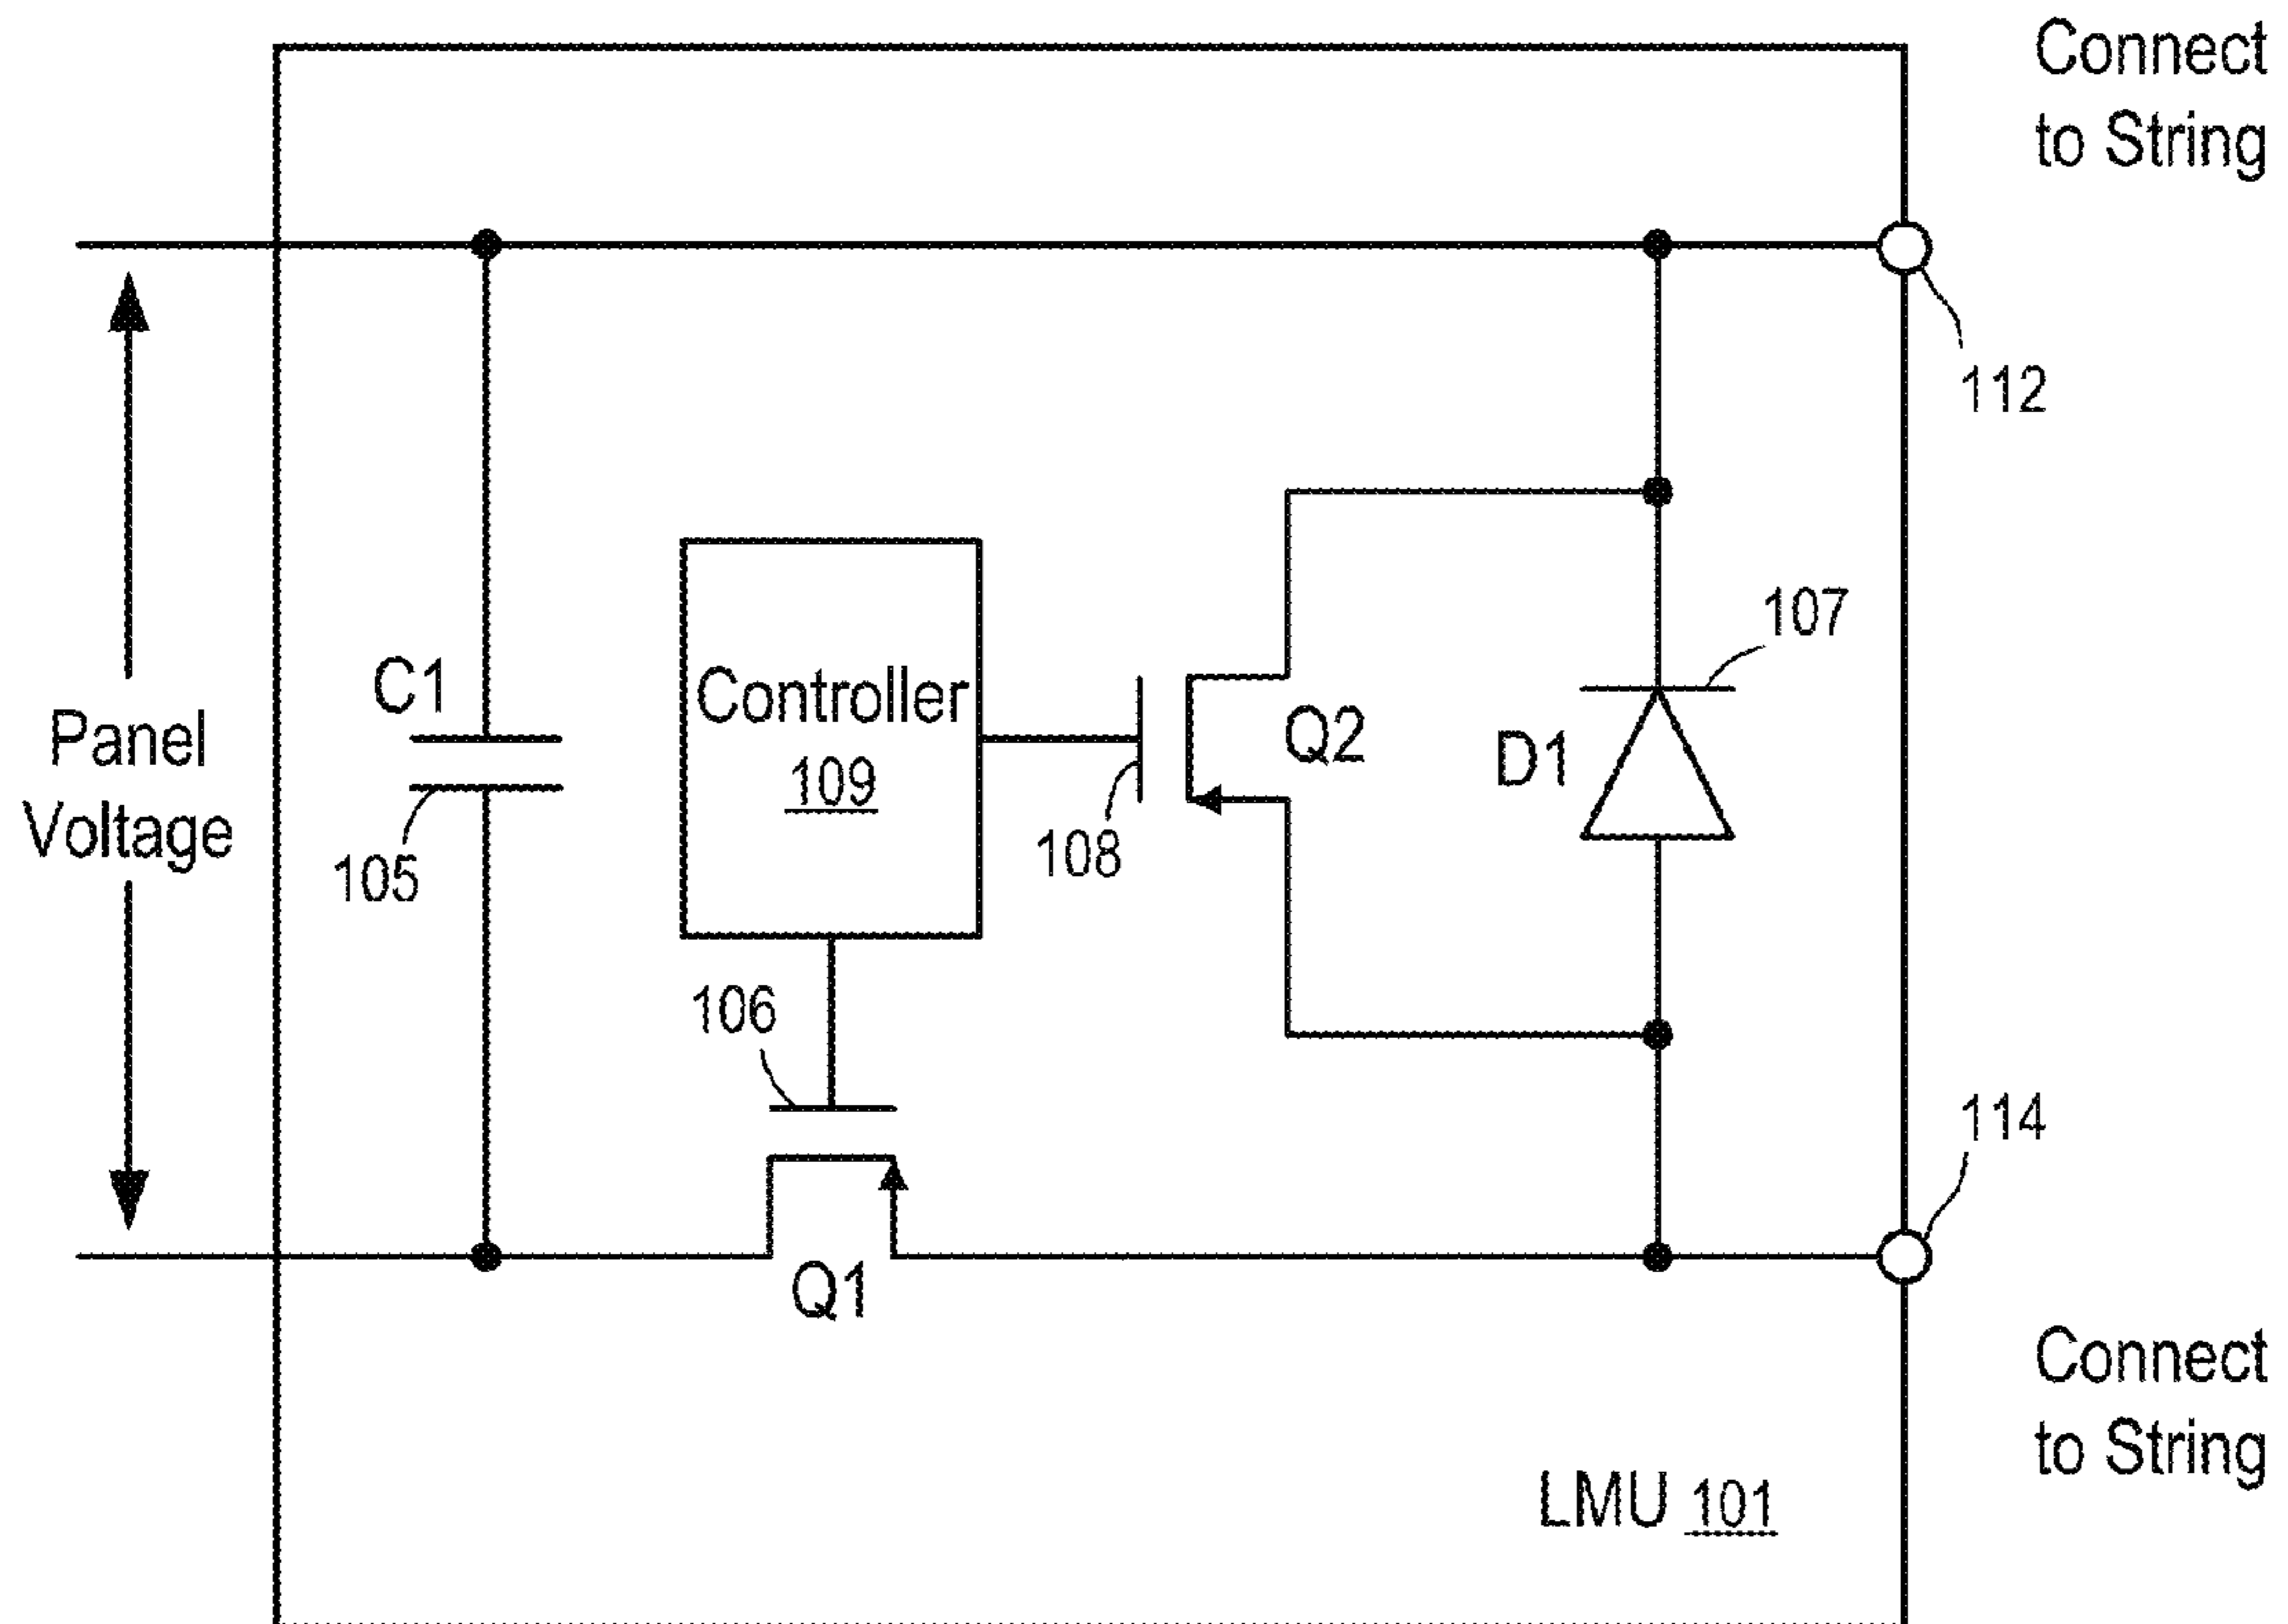 Connect
to String
112
107
C1
Controller
109
Q2
D1
Panel
Voltage
105
108
106
114
Q1
Connect
to String
LMU 101